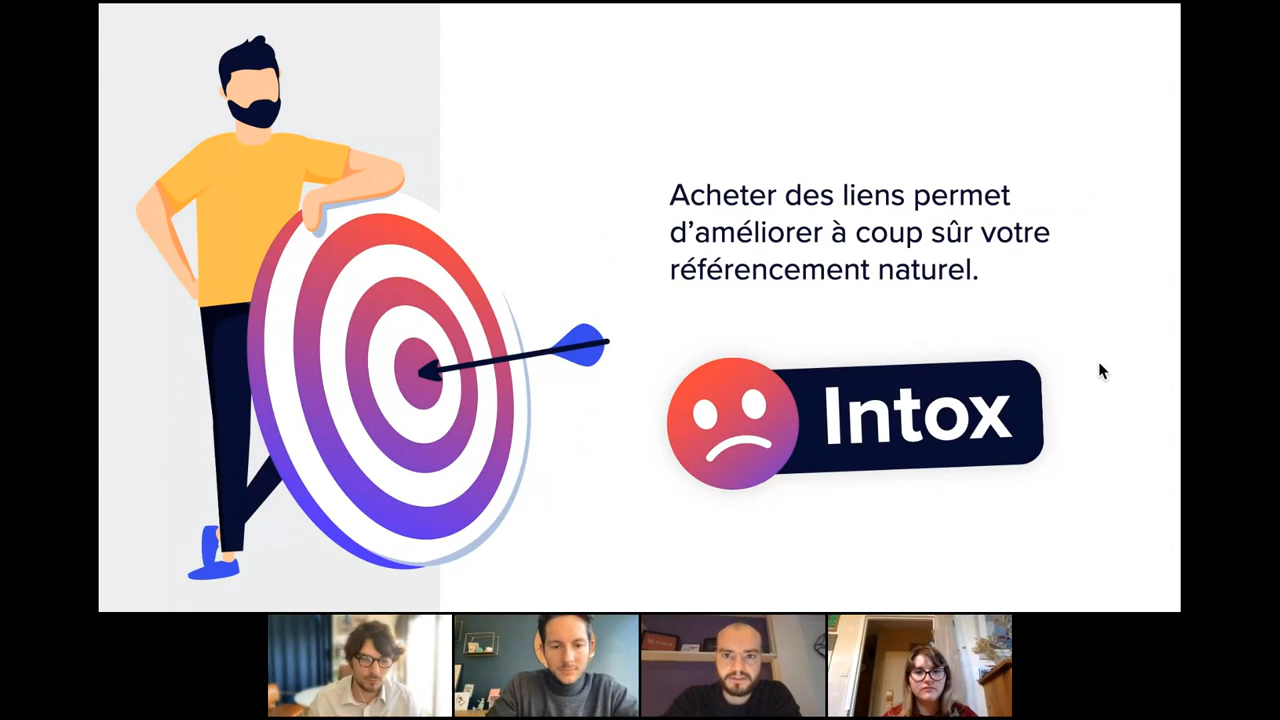 Acheter des liens permet
d’améliorer à coup sûr votre
référencement naturel.
Intox